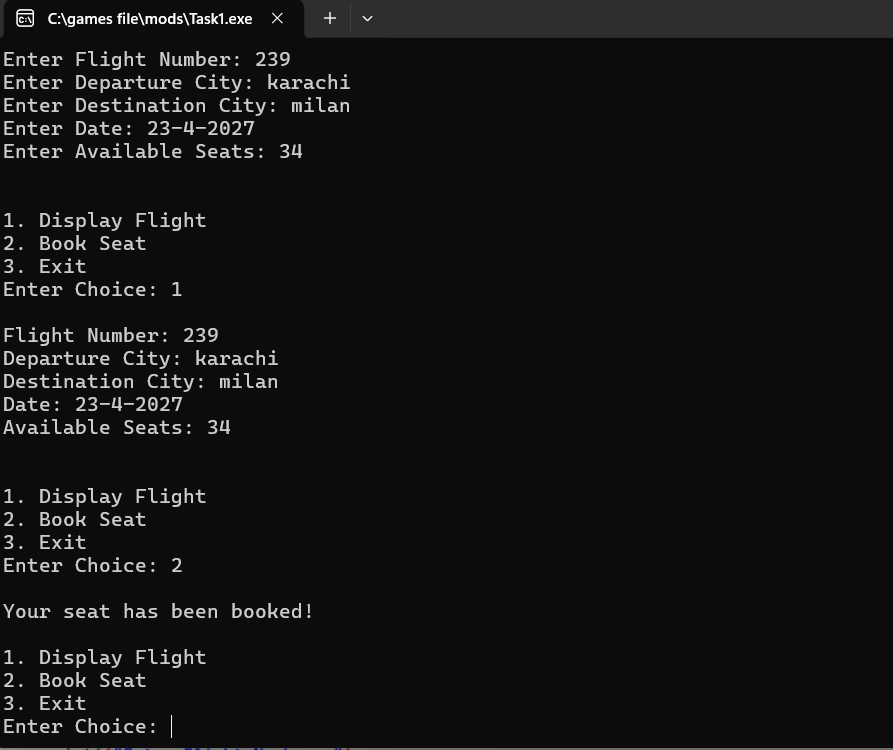 C:\games file\mods\Task1.exe
Enter Flight Number: 239
Enter Departure City: karachi
Enter Destination City: milan
Enter Date: 23-4-2027
Enter Available Seats: 34
1. Display Flight
2. Book Seat
3. Exit
Enter Choice: 1
Flight Number: 239
Departure City: karachi
Destination City: milan
Date: 23-4-2027
Available Seats: 34
1. Display Flight
2. Book Seat
3. Exit
Enter Choice: 2
Your seat has been booked!
1. Display Flight
2. Book Seat
3. Exit
Enter Choice: